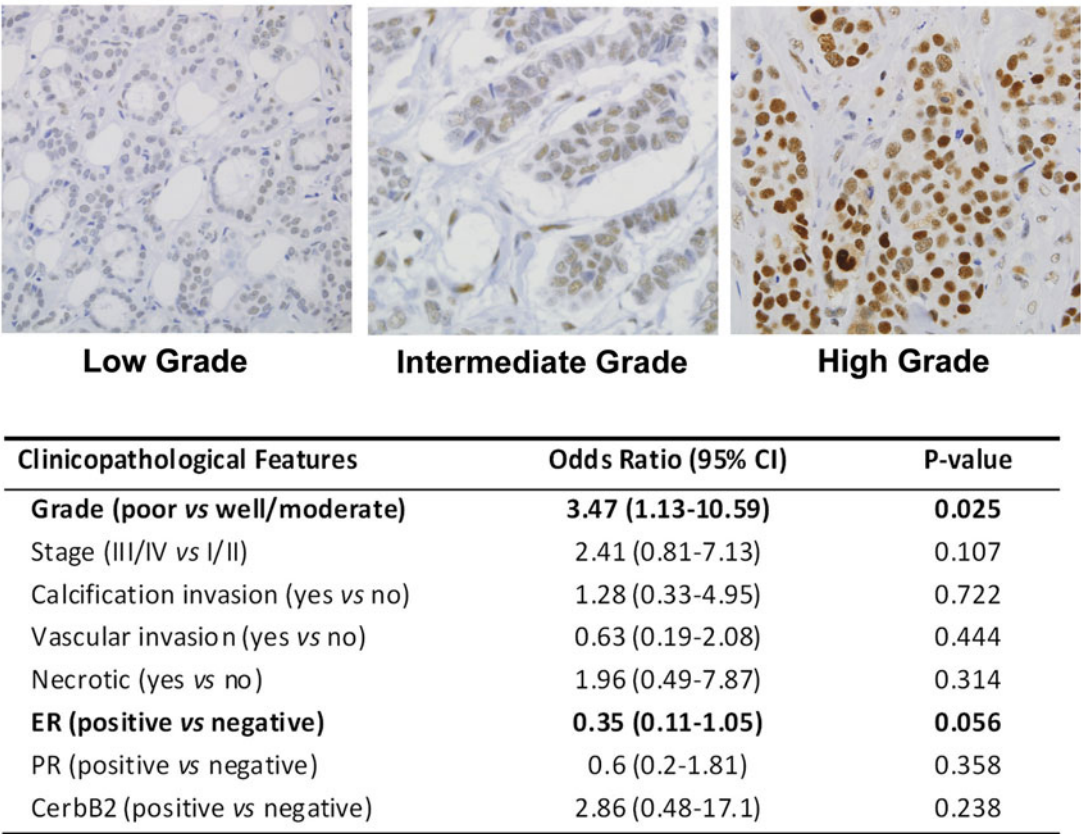 Low Grade
Intermediate Grade
High Grade
Clinicopathological Features Odds Ratio (95% CI) P-value
Grade (poor vs well/moderate) 3.47 (1.13-10.59) 0.025
Stage (III/IV vs I/II) 2.41 (0.81-7.13) 0.107
Calcification invasion (yes vs no) 1.28 (0.33-4.95) 0.722
Vascular invasion (yes vs no) 0.63 (0.19-2.08) 0.444
Necrotic (yes vs no) 1.96 (0.49-7.87) 0.314
ER (positive vs negative) 0.35 (0.11-1.05) 0.056
PR (positive vs negative) 0.6 (0.2-1.81) 0.358
CerbB2 (positive vs negative) 2.86 (0.48-17.1) 0.238